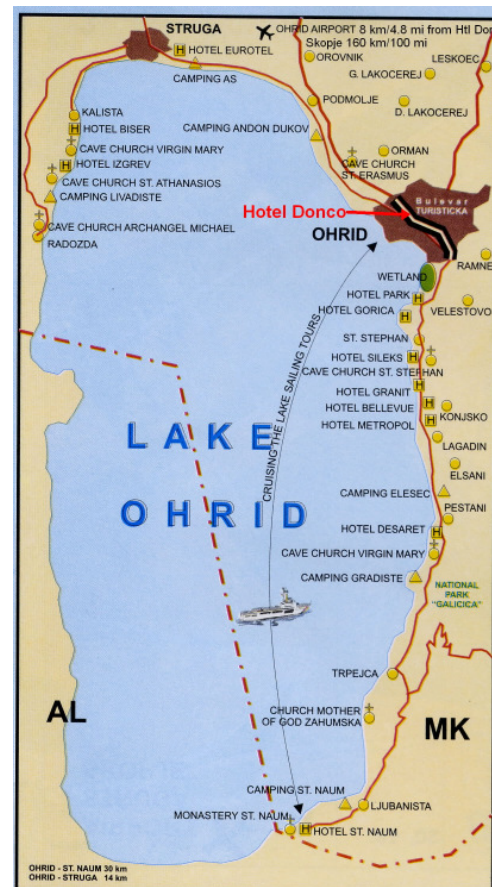 STRUGA
OHRID AIRPORT 8 km/4.8 mi from Htl Don
Skopje 160 km/100 mi
HOTEL EUROTEL
CAMPING AS
OROVNIK
LESKOEC
G. LAKOCEREJ
PODMOLJE
D. LAKOCEREJ
KALISTA
HOTEL BISER
CAVE CHURCH VIRGIN MARY
HOTEL IZGREV
CAVE CHURCH ST. ATHANASIOS
CAMPING LIVADISTE
CAVE CHURCH ARCHANGEL MICHAEL
RADOZDA
CAMPING ANDON DUKOV
ORMAN
CAVE CHURCH
ST. ERASMUS
Hotel Donco
Bulevar
TURISTICKA
OHRID
WETLAND
RAMNE
HOTEL PARK
HOTEL GORICA
VELESTOVO
ST. STEPHAN
HOTEL SILEKS
CAVE CHURCH ST. STEPHAN
HOTEL GRANIT
HOTEL BELLEVUE
HOTEL METROPOL
KONJSKO
LAGADIN
ELSANI
CRUISING THE LAKE SAILING TOURS
LAKE
OHRID
CAMPING ELESEC
PESTANI
HOTEL DESARET
CAVE CHURCH VIRGIN MARY
CAMPING GRADISTE
NATIONAL
PARK
"GALICICA"
TRPEJCA
AL
CHURCH MOTHER
OF GOD ZAHUMSKA
MK
CAMPING ST. NAUM
LJUBANISTA
MONASTERY ST. NAUM
HOTEL ST. NAUM
OHRID - ST. NAUM 30 km
OHRID - STRUGA 14 km